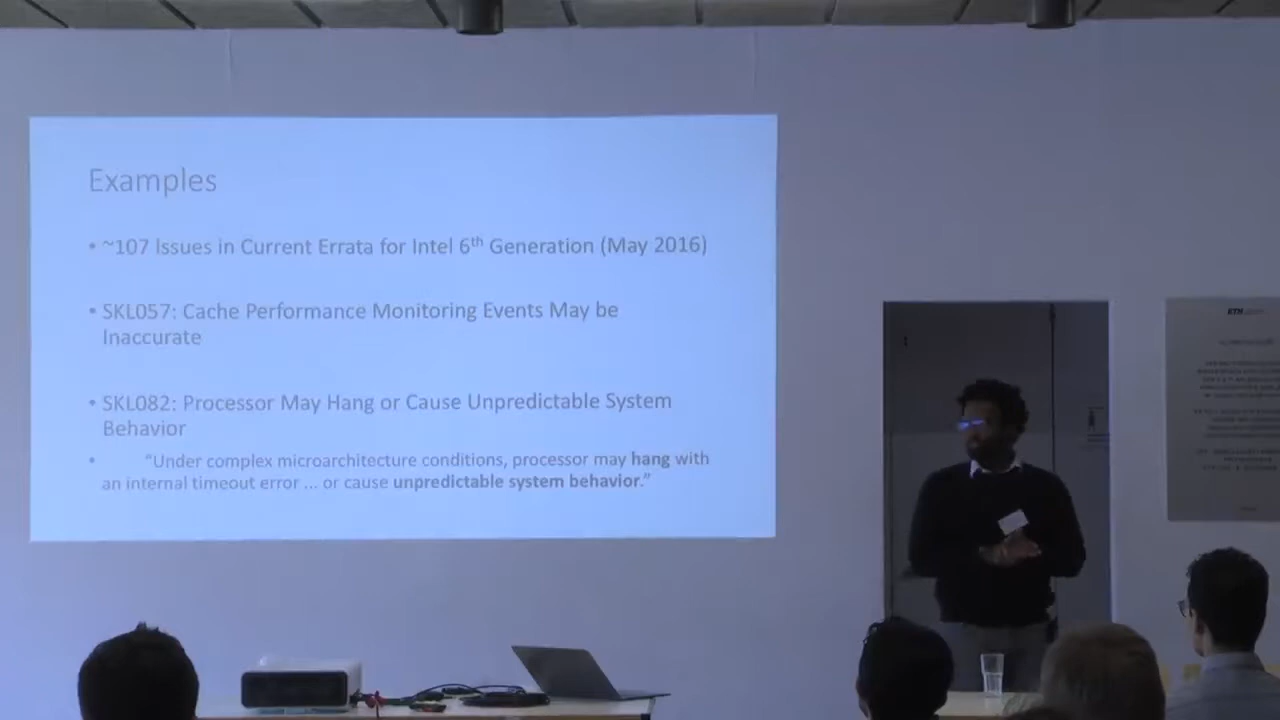 Examples
• ~107 Issues in Current Errata for Intel 6th Generation (May 2016)
• SKL057: Cache Performance Monitoring Events May be
Inaccurate
• SKL082: Processor May Hang or Cause Unpredictable System
Behavior
• “Under complex microarchitecture conditions, processor may hang with
an internal timeout error ... or cause unpredictable system behavior.”
ETH